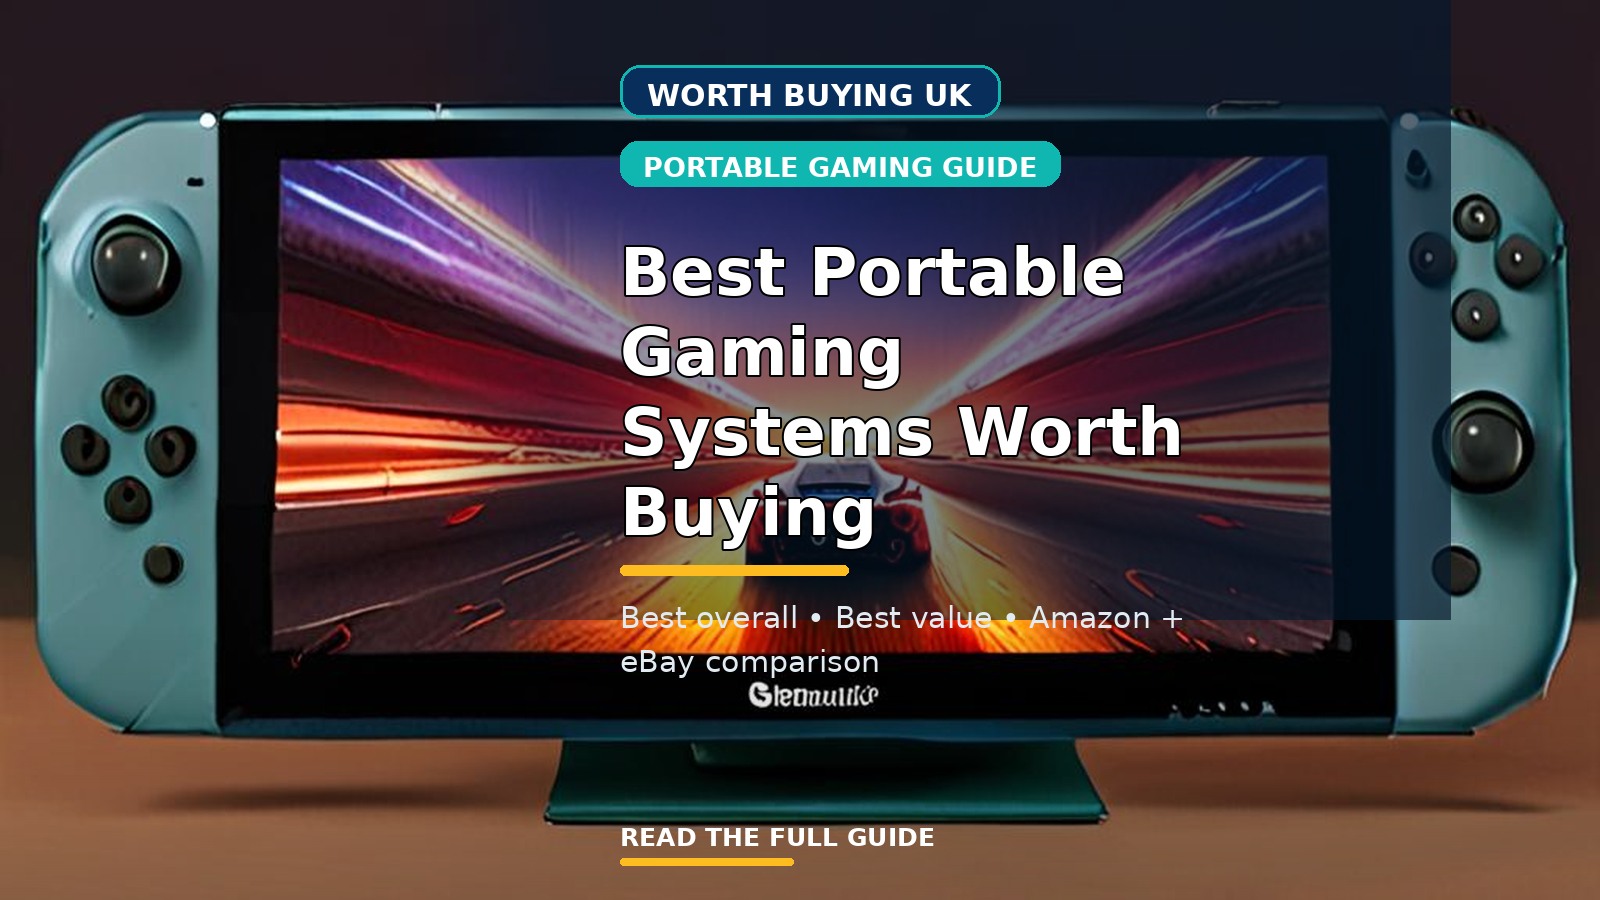 WORTH BUYING UK
PORTABLE GAMING GUIDE
Best Portable
Gaming
Systems Worth
Buying
Best overall • Best value • Amazon +
eBay comparison
READ THE FULL GUIDE